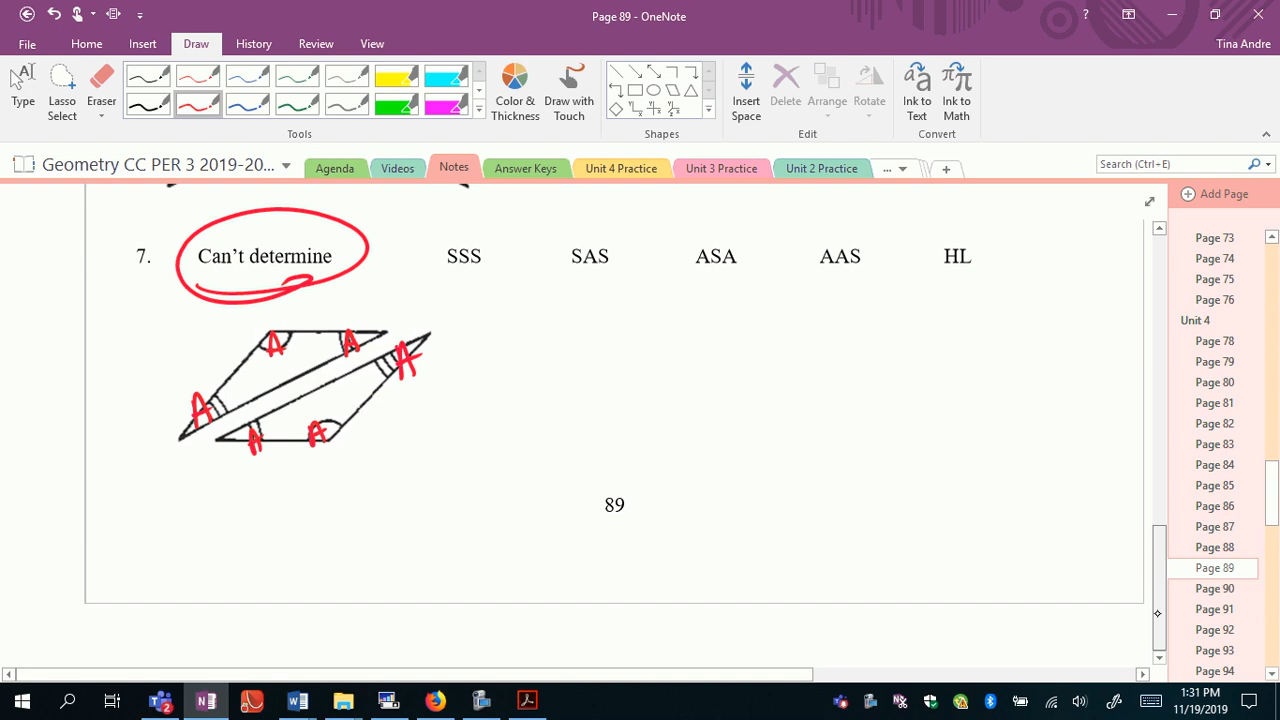 Page 89 - OneNote
?
File Home Insert Draw History Review View Tina Andre
Type Lasso Select Eraser Color & Thickness Draw with Touch Insert Space Delete Arrange Rotate Ink to Text Ink to Math
Tools Shapes Edit Convert
Geometry CC PER 3 2019-20... Agenda Videos Notes Answer Keys Unit 4 Practice Unit 3 Practice Unit 2 Practice ... + Search (Ctrl+E)
Add Page
Page 73
Page 74
Page 75
Page 76
Unit 4
Page 78
Page 79
Page 80
Page 81
Page 82
Page 83
Page 84
Page 85
Page 86
Page 87
Page 88
Page 89
Page 90
Page 91
Page 92
Page 93
Page 94
7. Can't determine SSS SAS ASA AAS HL
A A
A
A
A A
89
1:31 PM
11/19/2019